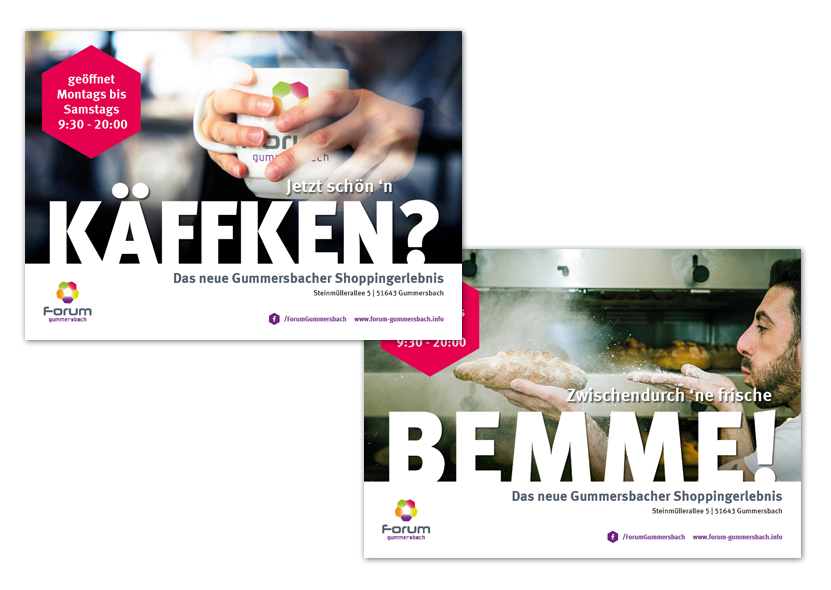 geöffnet
Montags bis
Samstags
9:30 - 20:00
Forum
gummersbach
Jetzt schön ‘n
KÄFFKEN?
Das neue Gummersbacher Shoppingerlebnis
Steinmüllerallee 5 | 51643 Gummersbach
Forum
gummersbach
/ForumGummersbach www.forum-gummersbach.info
9:30 - 20:00
Zwischendurch ‘ne frische
BEMME!
Das neue Gummersbacher Shoppingerlebnis
Steinmüllerallee 5 | 51643 Gummersbach
Forum
gummersbach
/ForumGummersbach www.forum-gummersbach.info